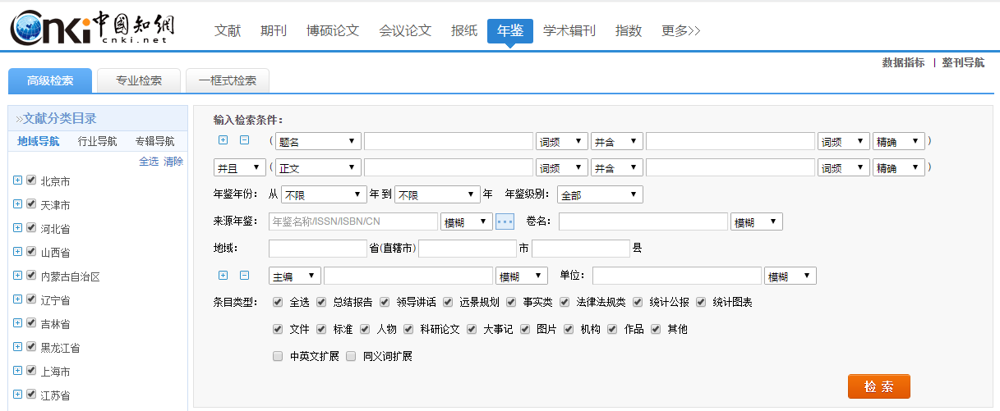 Cnki 中國知網
cnki.net
文献 期刊 博硕论文 会议论文 报纸 年鉴 学术辑刊 指数 更多>>
数据指标 | 整刊导航
高级检索 专业检索 一框式检索
»文献分类目录
地域导航 行业导航 专辑导航
全选 清除
北京市
天津市
河北省
山西省
内蒙古自治区
辽宁省
吉林省
黑龙江省
上海市
江苏省
输入检索条件：
( 题名 词频 并含 词频 精确 )
并且 ( 正文 词频 并含 词频 精确 )
年鉴年份： 从 不限 年 到 不限 年 年鉴级别： 全部
来源年鉴： 年鉴名称/ISSN/ISBN/CN 模糊 ... 卷名： 模糊
地域： 省(直辖市) 市 县
主编 模糊 单位： 模糊
条目类型： 全选 总结报告 领导讲话 远景规划 事实类 法律法规类 统计公报 统计图表
文件 标准 人物 科研论文 大事记 图片 机构 作品 其他
中英文扩展 同义词扩展
检 索